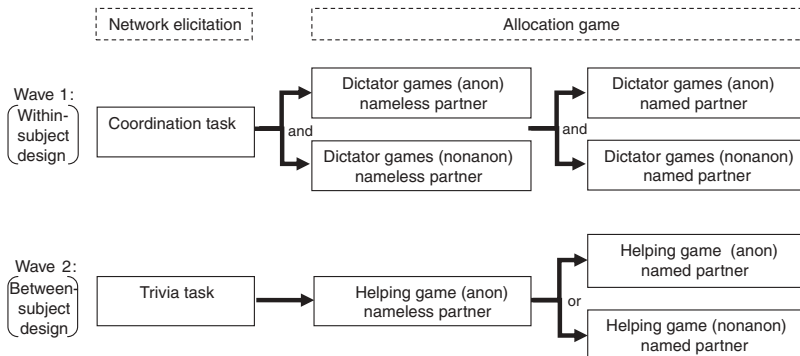 Network elicitation
Allocation game
Wave 1:
Within-
subject
design
Coordination task
and
Dictator games (anon)
nameless partner
Dictator games (nonanon)
nameless partner
and
Dictator games (anon)
named partner
Dictator games (nonanon)
named partner
Wave 2:
Between-
subject
design
Trivia task
Helping game (anon)
nameless partner
or
Helping game (anon)
named partner
Helping game (nonanon)
named partner